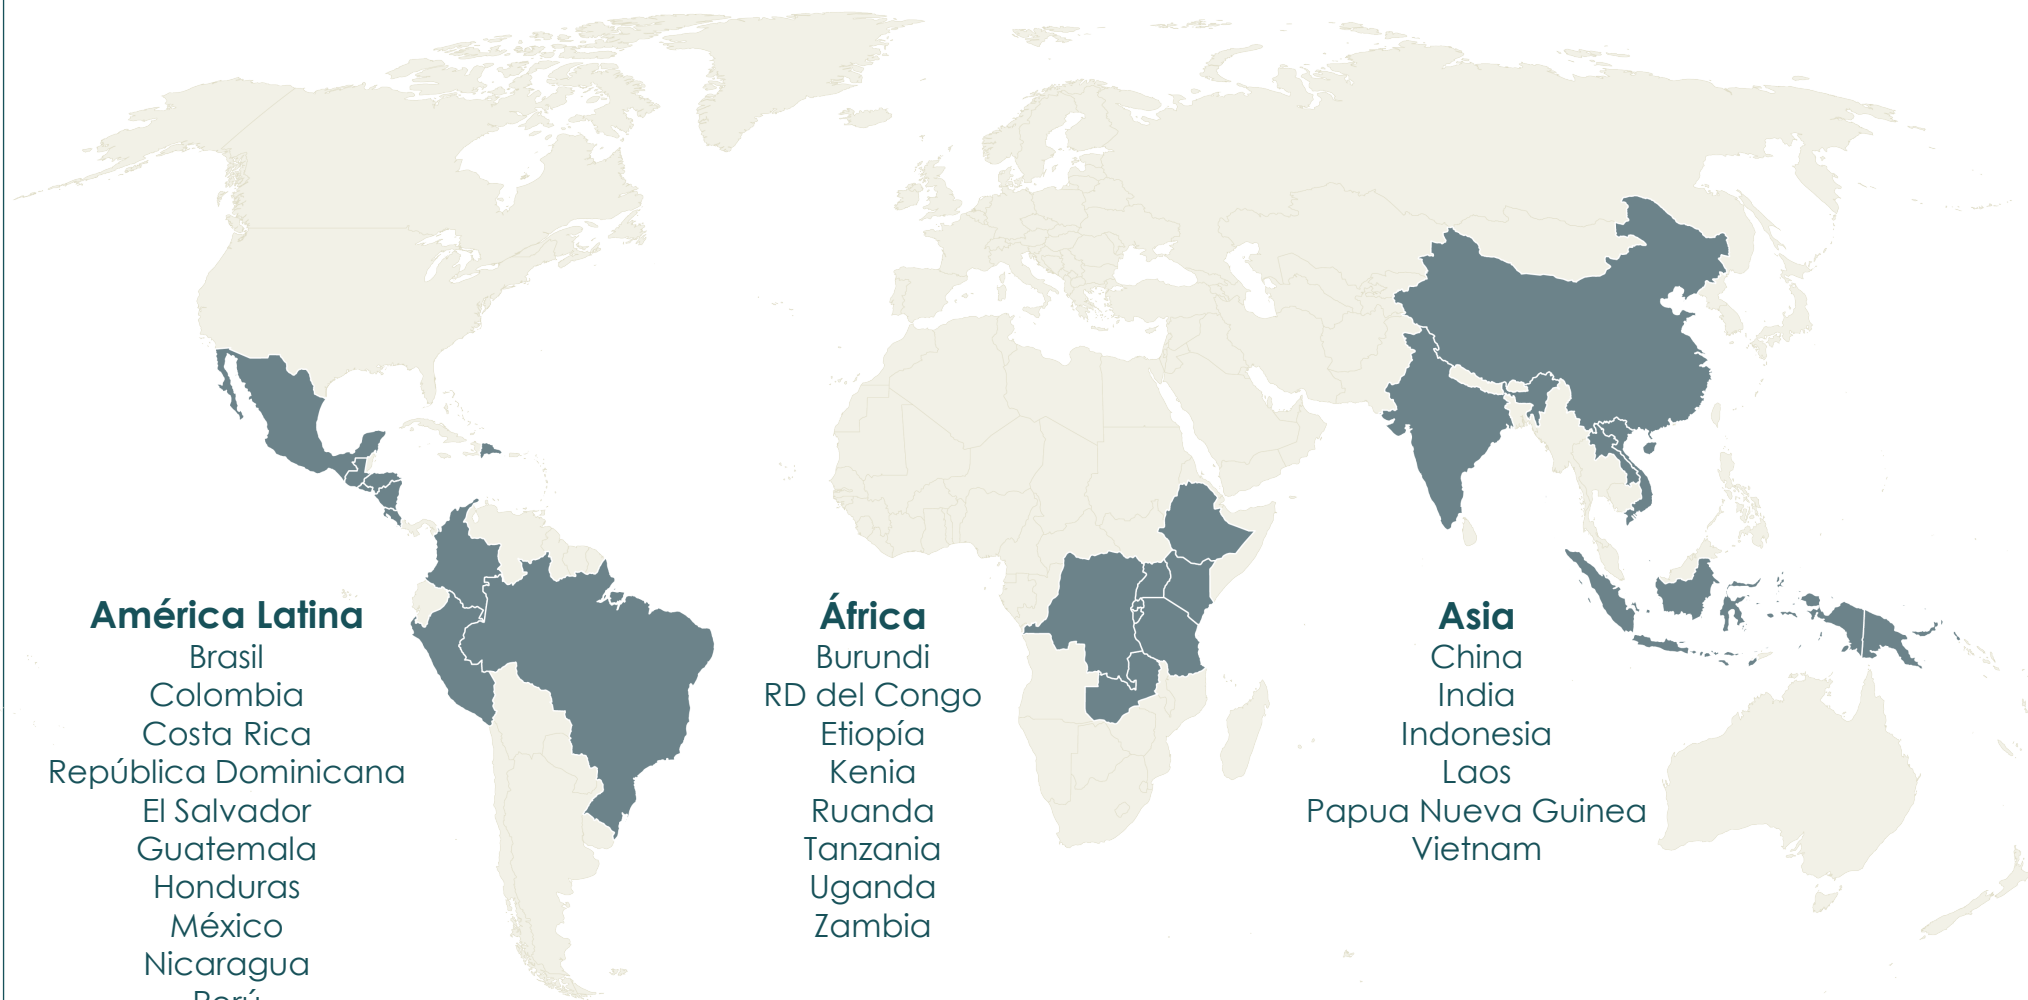 América Latina
Brasil
Colombia
Costa Rica
República Dominicana
El Salvador
Guatemala
Honduras
México
Nicaragua
Perú
África
Burundi
RD del Congo
Etiopía
Kenia
Ruanda
Tanzania
Uganda
Zambia
Asia
China
India
Indonesia
Laos
Papua Nueva Guinea
Vietnam